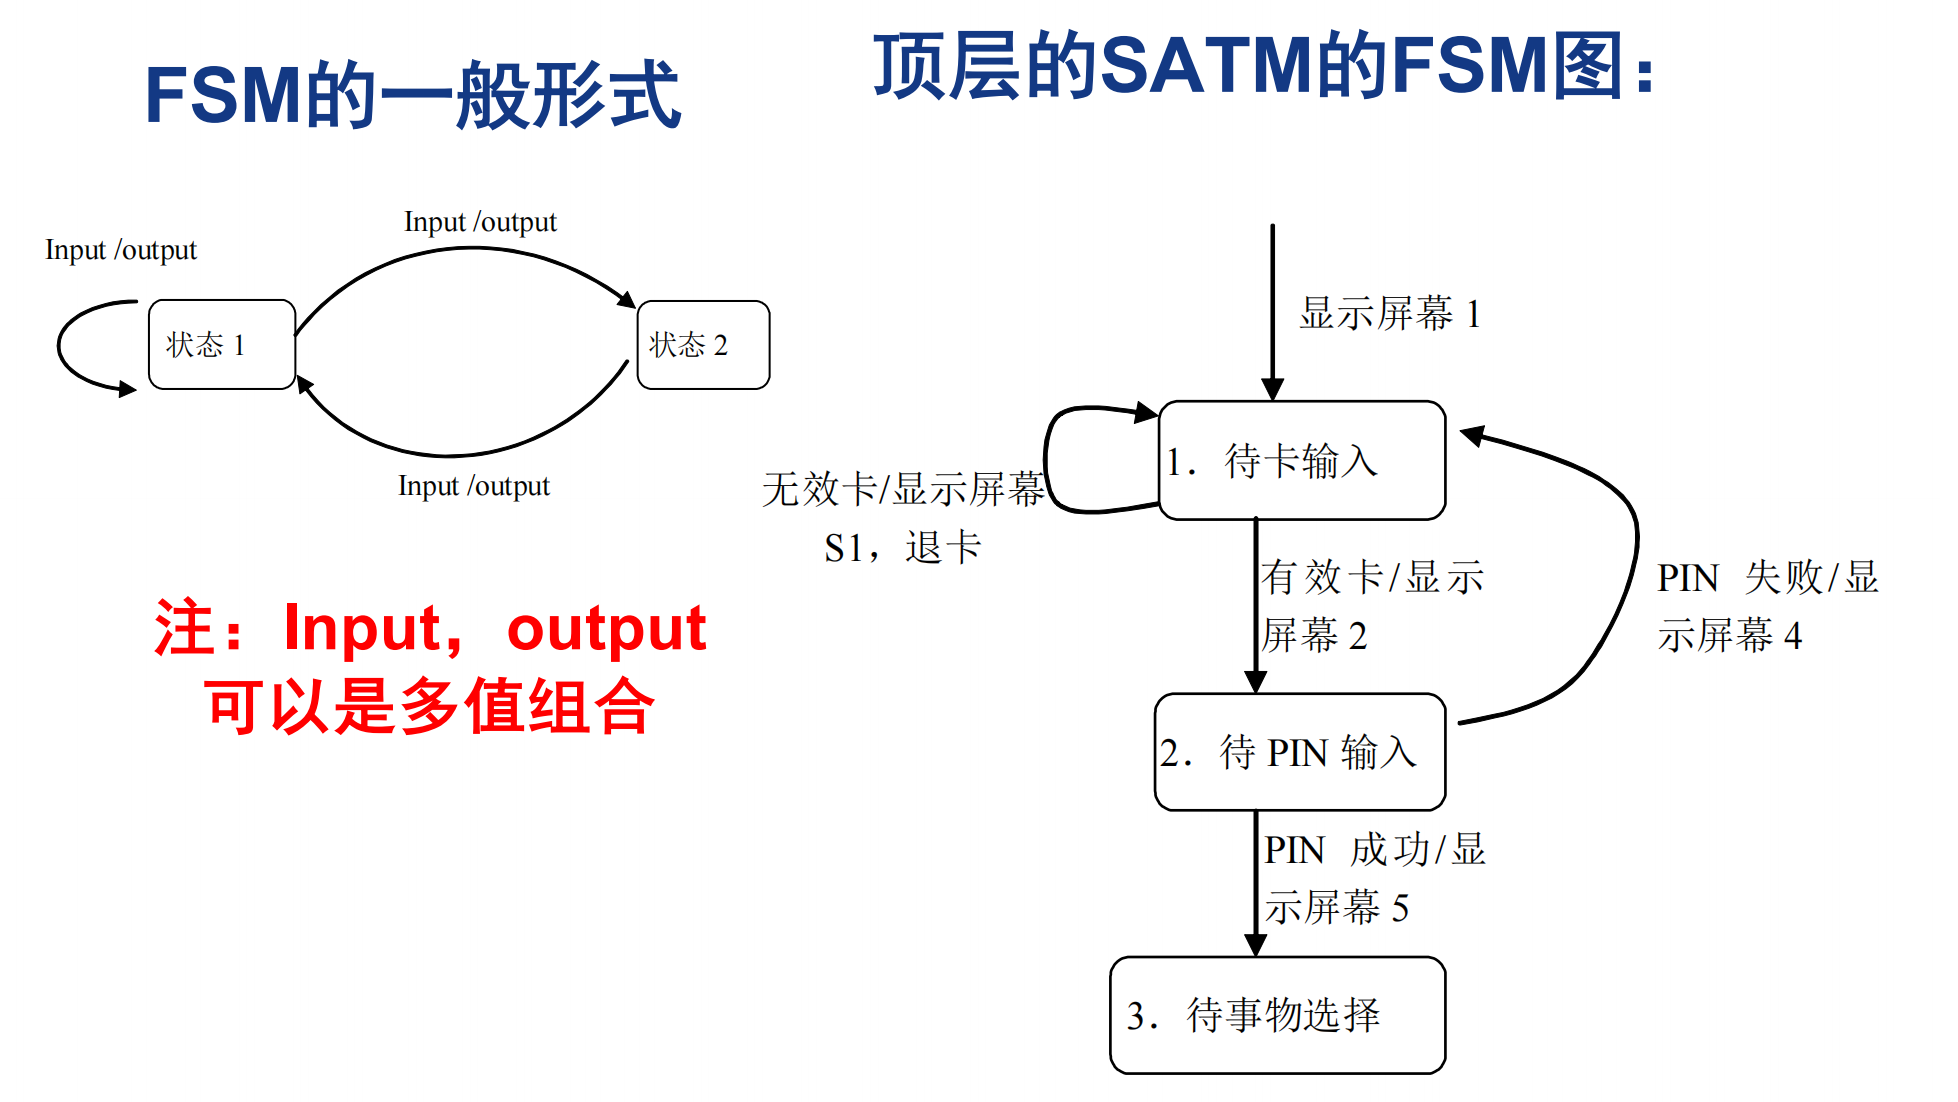 FSM的一般形式
Input /output
Input /output
状态 1
状态 2
Input /output
注：Input，output
可以是多值组合
顶层的SATM的FSM图：
显示屏幕 1
1．待卡输入
无效卡/显示屏幕
S1，退卡
有效卡/显示
屏幕 2
PIN 失败/显
示屏幕 4
2．待 PIN 输入
PIN 成功/显
示屏幕 5
3．待事物选择